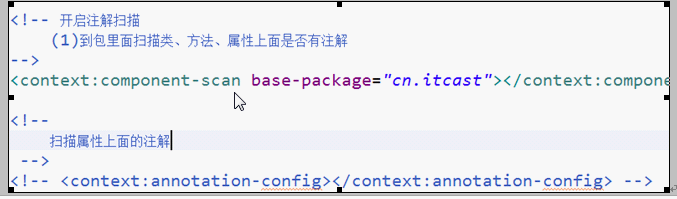 <!-- 开启注解扫描
(1)到包里面扫描类、方法、属性上面是否有注解
-->
<context:component-scan base-package="cn.itcast"></context:compone
<!--
扫描属性上面的注解
-->
<!-- <context:annotation-config></context:annotation-config> -->